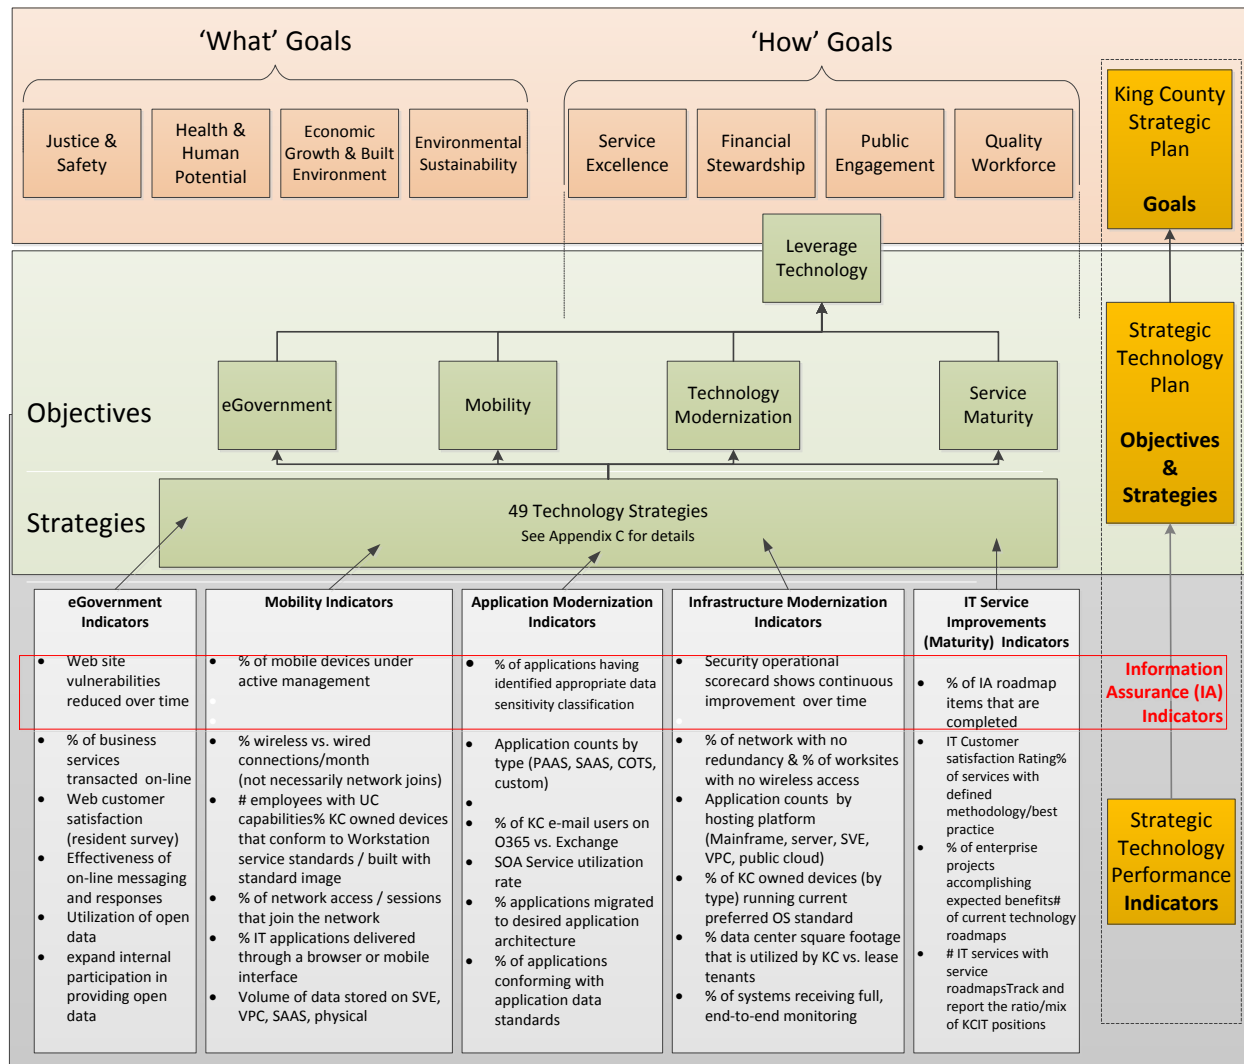 'What' Goals
'How' Goals
Justice &
Safety
Health &
Human
Potential
Economic
Growth & Built
Environment
Environmental
Sustainability
Service
Excellence
Financial
Stewardship
Public
Engagement
Quality
Workforce
King County
Strategic
Plan
Goals
Leverage
Technology
Objectives
eGovernment
Mobility
Technology
Modernization
Service
Maturity
Strategic
Technology
Plan
Objectives
&
Strategies
Strategies
49 Technology Strategies
See Appendix C for details
eGovernment
Indicators
• Web site
vulnerabilities
reduced over time
• % of business
services
transacted on-line
• Web customer
satisfaction
(resident survey)
• Effectiveness of
on-line messaging
and responses
• Utilization of open
data
• expand internal
participation in
providing open
data
Mobility Indicators
• % of mobile devices under
active management
•
•
• % wireless vs. wired
connections/month
(not necessarily network joins)
• # employees with UC
capabilities% KC owned devices
that conform to Workstation
service standards / built with
standard image
• % of network access / sessions
that join the network
• % IT applications delivered
through a browser or mobile
interface
• Volume of data stored on SVE,
VPC, SAAS, physical
Application Modernization
Indicators
• % of applications having
identified appropriate data
sensitivity classification
• Application counts by
type (PAAS, SAAS, COTS,
custom)
•
• % of KC e-mail users on
O365 vs. Exchange
• SOA Service utilization
rate
• % applications migrated
to desired application
architecture
• % of applications
conforming with
application data
standards
Infrastructure Modernization
Indicators
• Security operational
scorecard shows continuous
improvement over time
•
• % of network with no
redundancy & % of worksites
with no wireless access
• Application counts by
hosting platform
(Mainframe, server, SVE,
VPC, public cloud)
• % of KC owned devices (by
type) running current
preferred OS standard
• % data center square footage
that is utilized by KC vs. lease
tenants
• % of systems receiving full,
end-to-end monitoring
IT Service
Improvements
(Maturity) Indicators
• % of IA roadmap
items that are
completed
• IT Customer
satisfaction Rating%
of services with
defined
methodology/best
practice
• % of enterprise
projects
accomplishing
expected benefits#
of current technology
roadmaps
• # IT services with
service
roadmapsTrack and
report the ratio/mix
of KCIT positions
Information
Assurance (IA)
Indicators
Strategic
Technology
Performance
Indicators